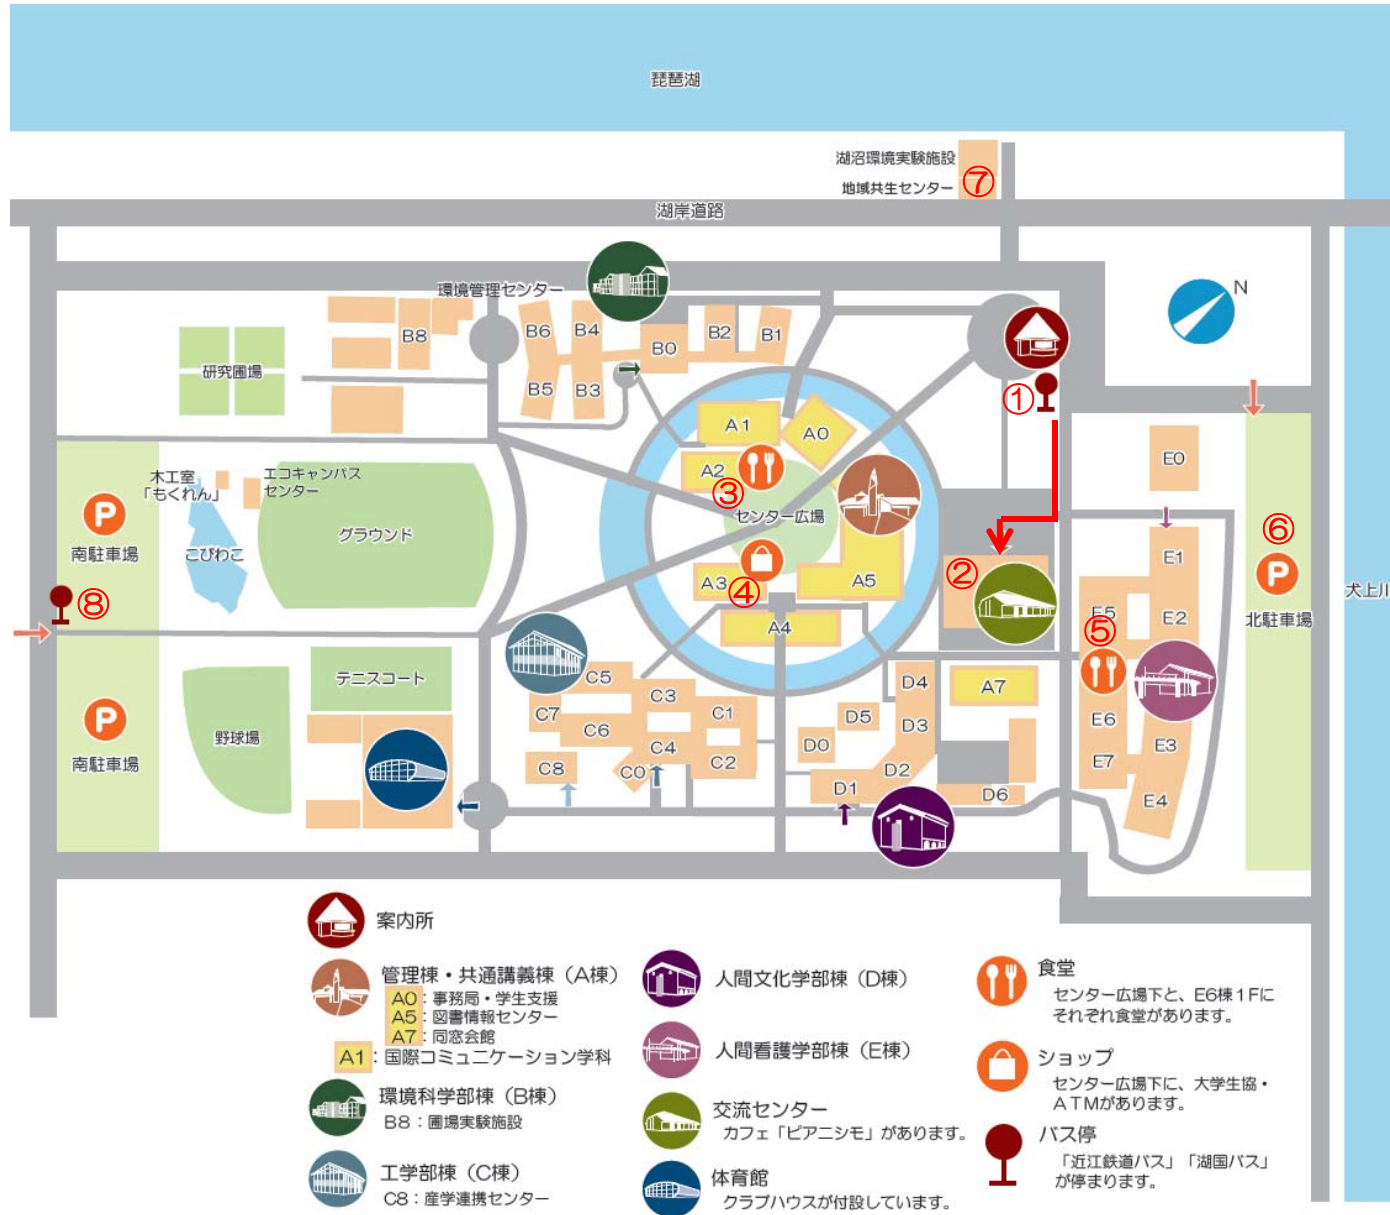 琵琶湖
湖沼環境実験施設
地域共生センター
⑦
湖岸道路
環境管理センター
N
B8
B6
B4
B0
B2
B1
B5
B3
研究圃場
①
A1
A0
A2
③
センター広場
④
A3
A5
A4
②
E0
E1
E5
E2
⑤
E6
E7
E3
E4
⑥
P
北駐車場
犬上川
木工室
「もくれん」
エコキャンパス
センター
こびわこ
グラウンド
P
南駐車場
⑧
P
南駐車場
テニスコート
野球場
C5
C3
C1
C7
C6
C4
C2
C8
C0
D4
A7
D5
D3
D0
D2
D1
D6
案内所
管理棟・共通講義棟（A棟）
A0：事務局・学生支援
A5：図書情報センター
A7：同窓会館
A1：国際コミュニケーション学科
環境科学部棟（B棟）
B8：圃場実験施設
工学部棟（C棟）
C8：産学連携センター
人間文化学部棟（D棟）
人間看護学部棟（E棟）
交流センター
カフェ「ピアニシモ」があります。
体育館
クラブハウスが付設しています。
食堂
センター広場下と、E6棟１Fに
それぞれ食堂があります。
ショップ
センター広場下に、大学生協・
ＡＴＭがあります。
バス停
「近江鉄道バス」「湖国バス」
が停まります。